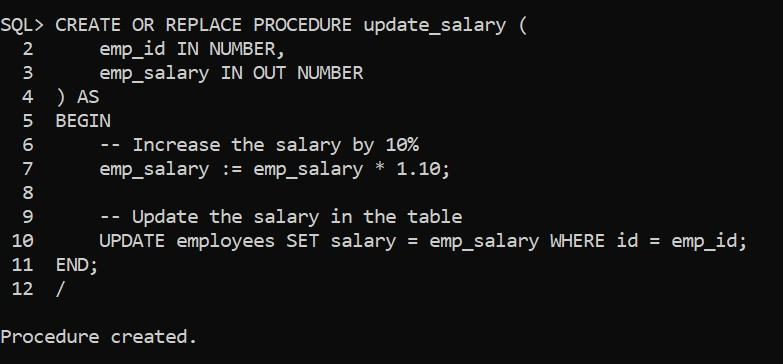 SQL> CREATE OR REPLACE PROCEDURE update_salary (
  2      emp_id IN NUMBER,
  3      emp_salary IN OUT NUMBER
  4  ) AS
  5  BEGIN
  6      -- Increase the salary by 10%
  7      emp_salary := emp_salary * 1.10;
  8
  9      -- Update the salary in the table
 10      UPDATE employees SET salary = emp_salary WHERE id = emp_id;
 11  END;
 12  /
Procedure created.